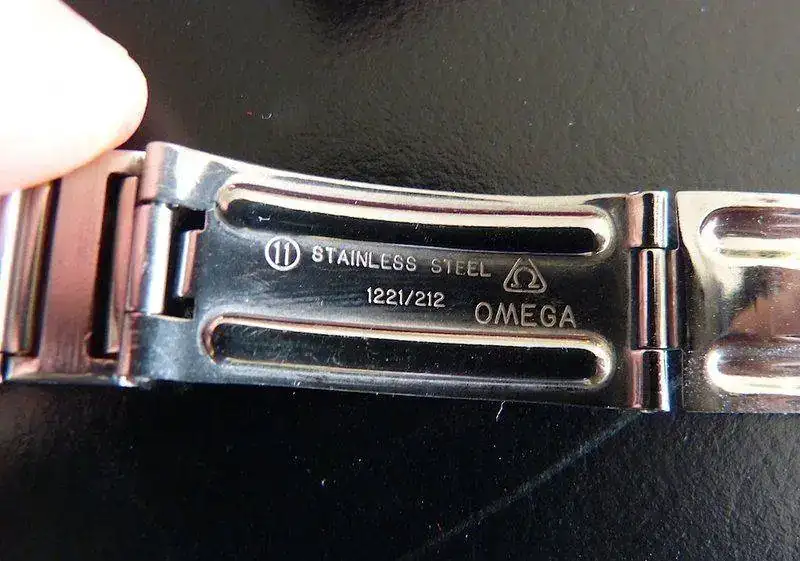 ⑪ STAINLESS STEEL
1221/212
Ω
OMEGA